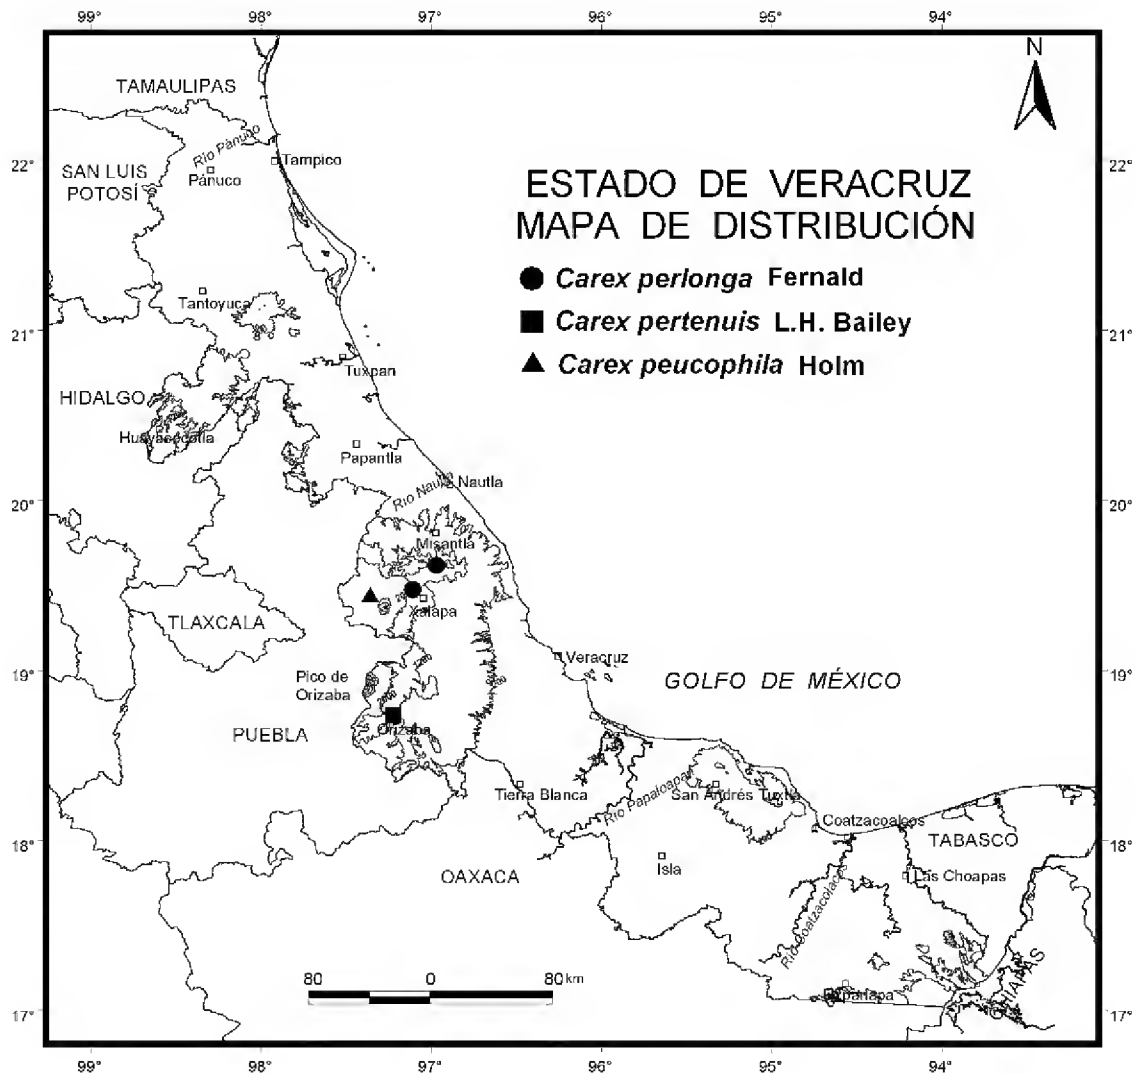 99° 98° 97° 96° 95° 94°
N
TAMAULIPAS
Río Pánuco
22° Tampico 22°
SAN LUIS
POTOSÍ
Pánuco
ESTADO DE VERACRUZ
MAPA DE DISTRIBUCIÓN
Carex perlonga Fernald
Tantoyuca
Carex pertenuis L.H. Bailey
21° 21°
Tuxpan
Carex peucophila Holm
HIDALGO
Huayacocotla
Papantla
Río Nautla
Nautla
20° 20°
Misantla
Xalapa
TLAXCALA
Veracruz
19° 19°
Pico de
Orizaba
GOLFO DE MÉXICO
PUEBLA
Orizaba
Tierra Blanca
Río Papaloapan
San Andrés Tuxtla
Coatzacoalcos
18° TABASCO 18°
Isla
OAXACA
Las Choapas
Río Coatzacoalcos
CHIAPAS
80 0 80 km
17° 17°
99° 98° 97° 96° 95° 94°